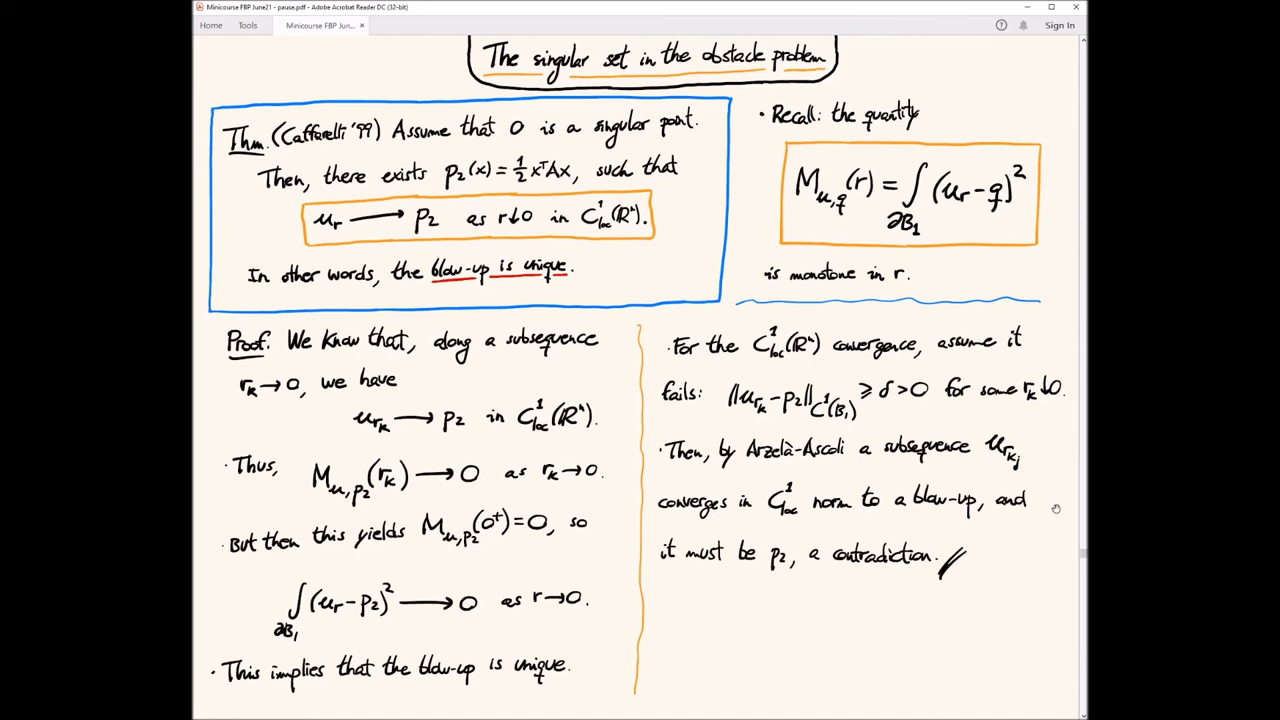 Minicourse FBP June21 - pause.pdf - Adobe Acrobat Reader DC (32-bit)
Home Tools Minicourse FBP Jun... × Sign In
The singular set in the obstacle problem
Thm. (Caffarelli '99) Assume that 0 is a singular point.
Then, there exists p₂(x) = ½ xᵀAx, such that
u_r → p₂ as r↓0 in C¹_loc(ℝⁿ).
In other words, the blow-up is unique.
• Recall: the quantity
M_{u,q}(r) = ∫_{∂B₁} (u_r - q)²
is monotone in r.
Proof: We know that, along a subsequence
r_k → 0, we have
u_{r_k} → p₂ in C¹_loc(ℝⁿ).
• Thus, M_{u,p₂}(r_k) → 0 as r_k → 0.
• But then this yields M_{u,p₂}(0⁺) = 0, so
∫_{∂B₁} (u_r - p₂)² → 0 as r → 0.
• This implies that the blow-up is unique.
• For the C¹_loc(ℝⁿ) convergence, assume it
fails: ‖u_{r_k} - p₂‖_{C¹(B₁)} ≥ δ > 0 for some r_k↓0.
• Then, by Arzelà-Ascoli a subsequence u_{r_{k_j}}
converges in C¹_loc norm to a blow-up, and
it must be p₂, a contradiction.